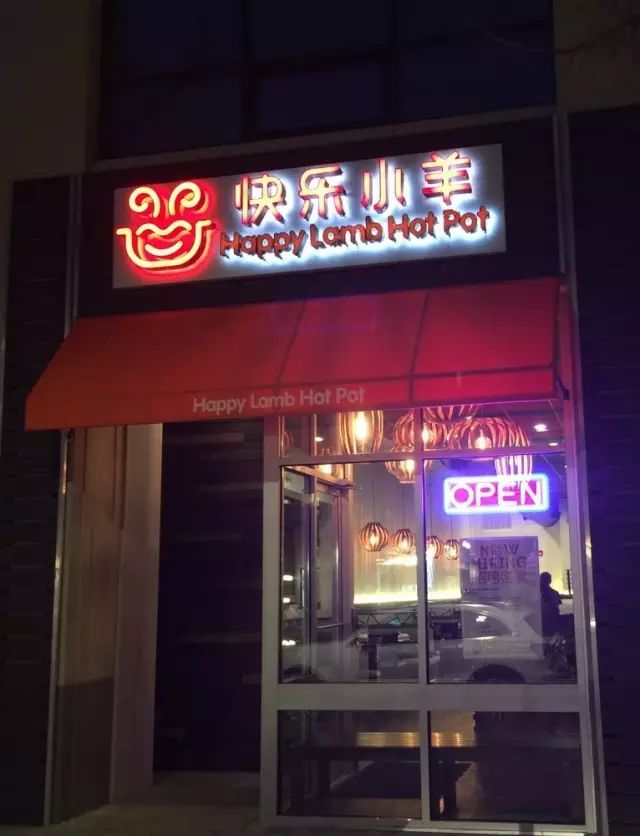 快乐小羊
Happy Lamb Hot Pot
Happy Lamb Hot Pot
OPEN
NOW
HIRING